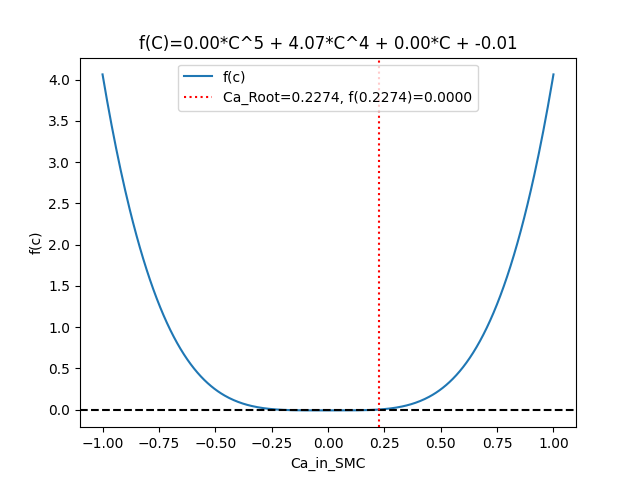 f(C)=0.00*C^5 + 4.07*C^4 + 0.00*C + -0.01
f(c)
Ca_Root=0.2274, f(0.2274)=0.0000
4.0
3.5
3.0
2.5
2.0
1.5
1.0
0.5
0.0
f(c)
−1.00 −0.75 −0.50 −0.25 0.00 0.25 0.50 0.75 1.00
Ca_in_SMC